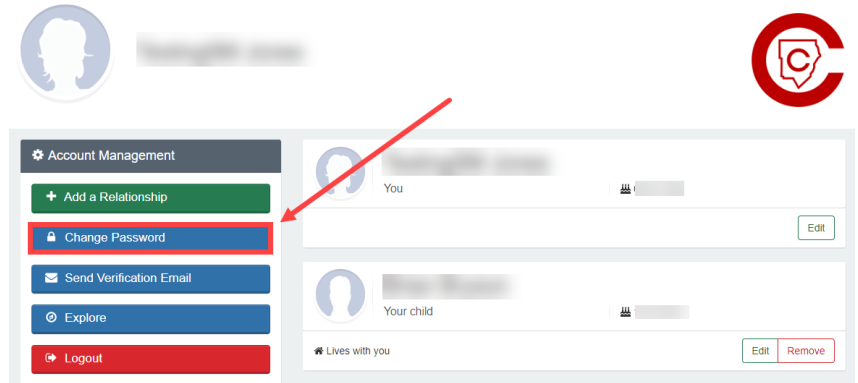 C
Account Management
Add a Relationship
Change Password
Send Verification Email
Explore
Logout
You
Edit
Your child
Lives with you
Edit Remove